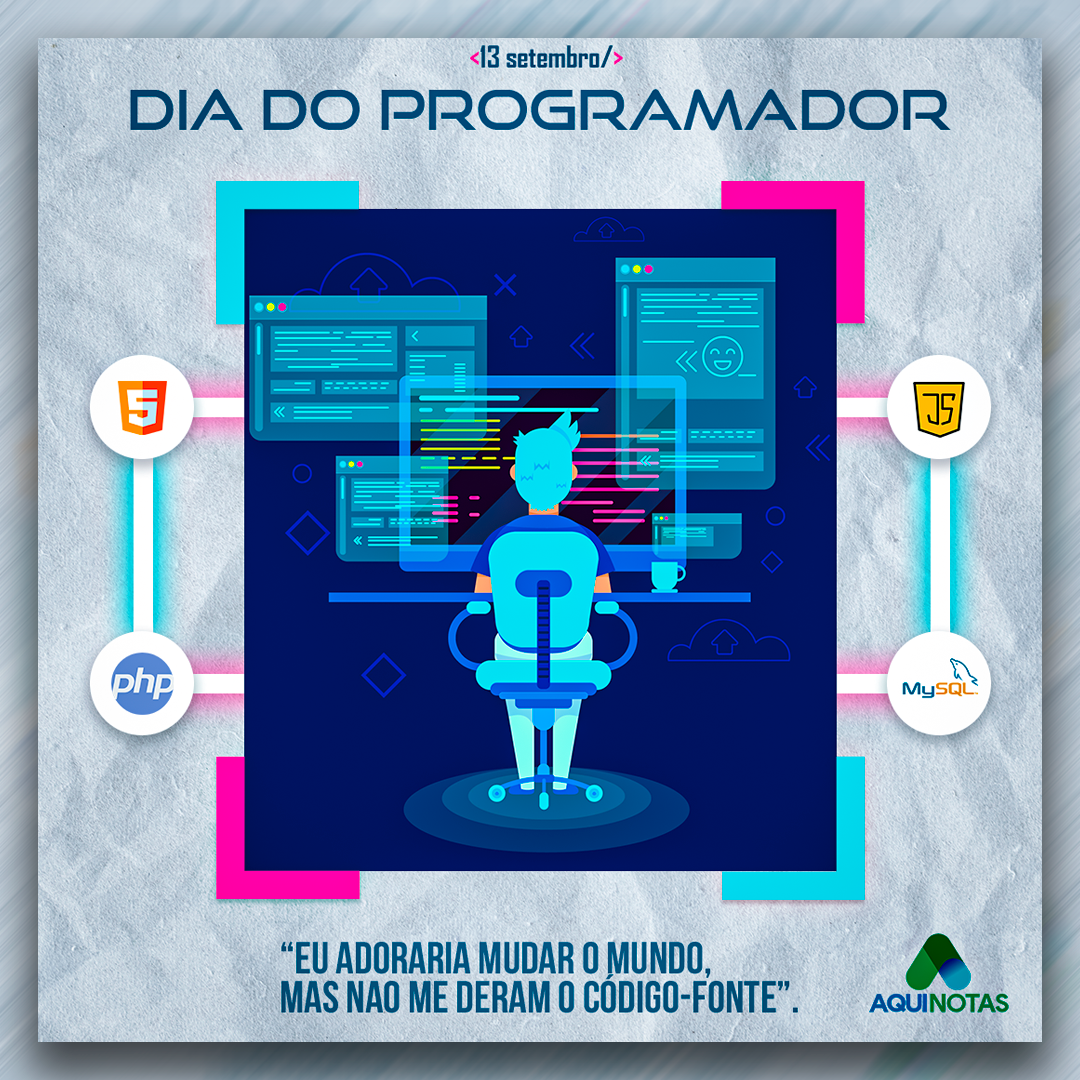 <13 setembro/>
DIA DO PROGRAMADOR
5
JS
php
MySQL
“EU ADORARIA MUDAR O MUNDO,
MAS NAO ME DERAM O CÓDIGO-FONTE”.
AQUINOTAS